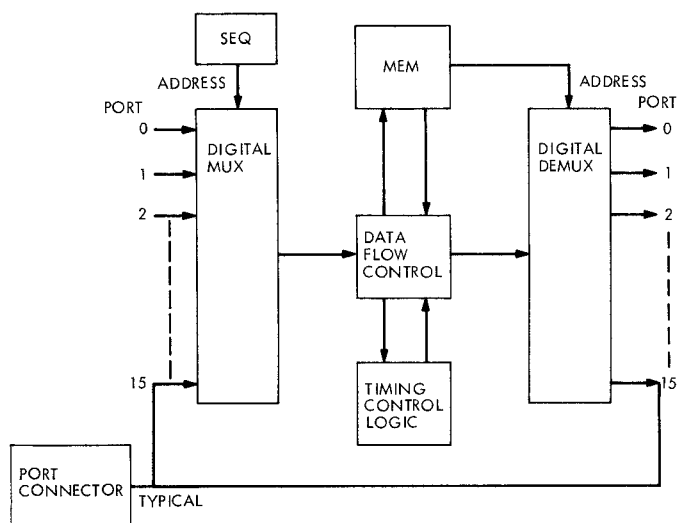 SEQ
MEM
ADDRESS
ADDRESS
PORT
PORT
0
DIGITAL
MUX
DIGITAL
DEMUX
0
1
1
2
2
DATA
FLOW
CONTROL
15
15
TIMING
CONTROL
LOGIC
PORT
CONNECTOR
TYPICAL